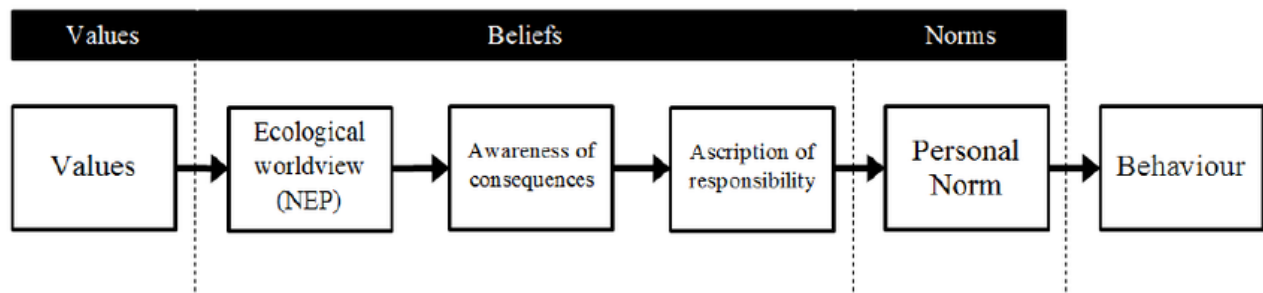 Values
Beliefs
Norms
Values
Ecological
worldview
(NEP)
Awareness of
consequences
Ascription of
responsibility
Personal
Norm
Behaviour